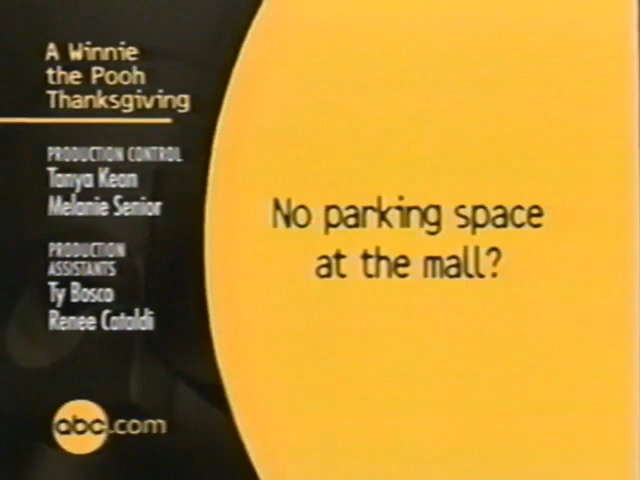 A Winnie
the Pooh
Thanksgiving
PRODUCTION CONTROL
Tanya Kean
Melanie Senior
PRODUCTION
ASSISTANTS
Ty Bosco
Renee Cataldi
abc.com
No parking space
at the mall?